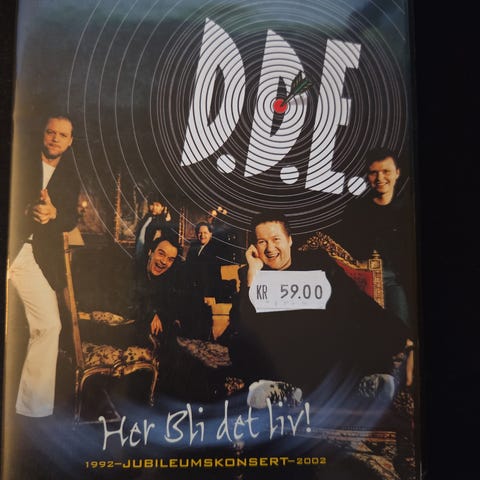 D.D.E.
KR 59.00
Her Bli det liv!
1992-JUBILEUMSKONSERT-2002